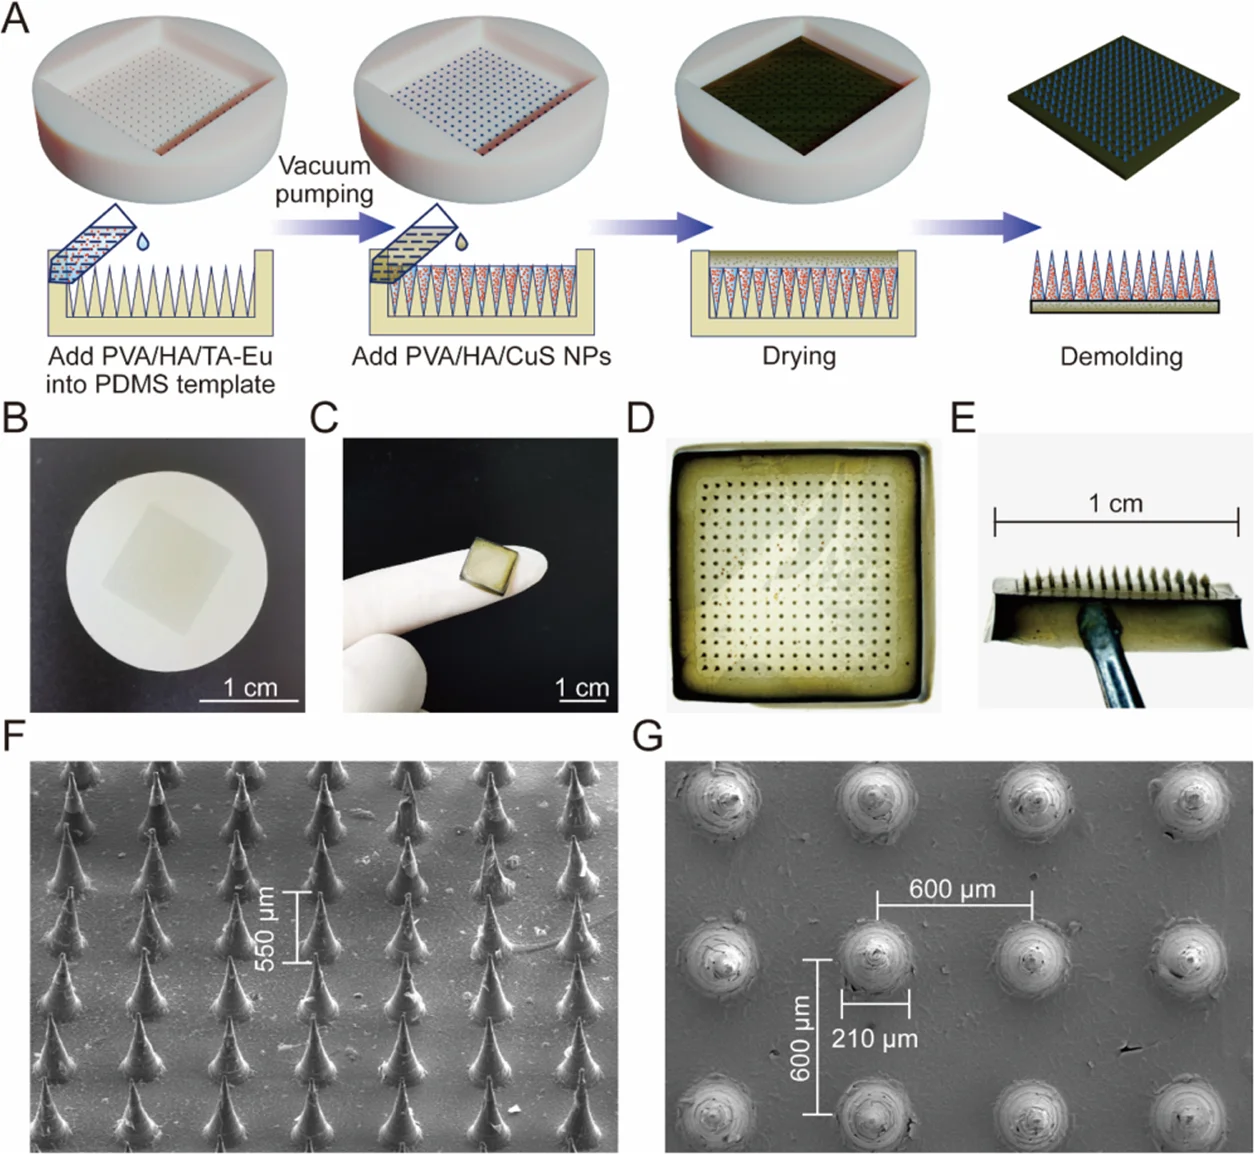 A
Vacuum
pumping
Add PVA/HA/TA-Eu
into PDMS template
Add PVA/HA/CuS NPs
Drying
Demolding
B
1 cm
C
1 cm
D
E
1 cm
F
550 μm
G
600 μm
600 μm
210 μm